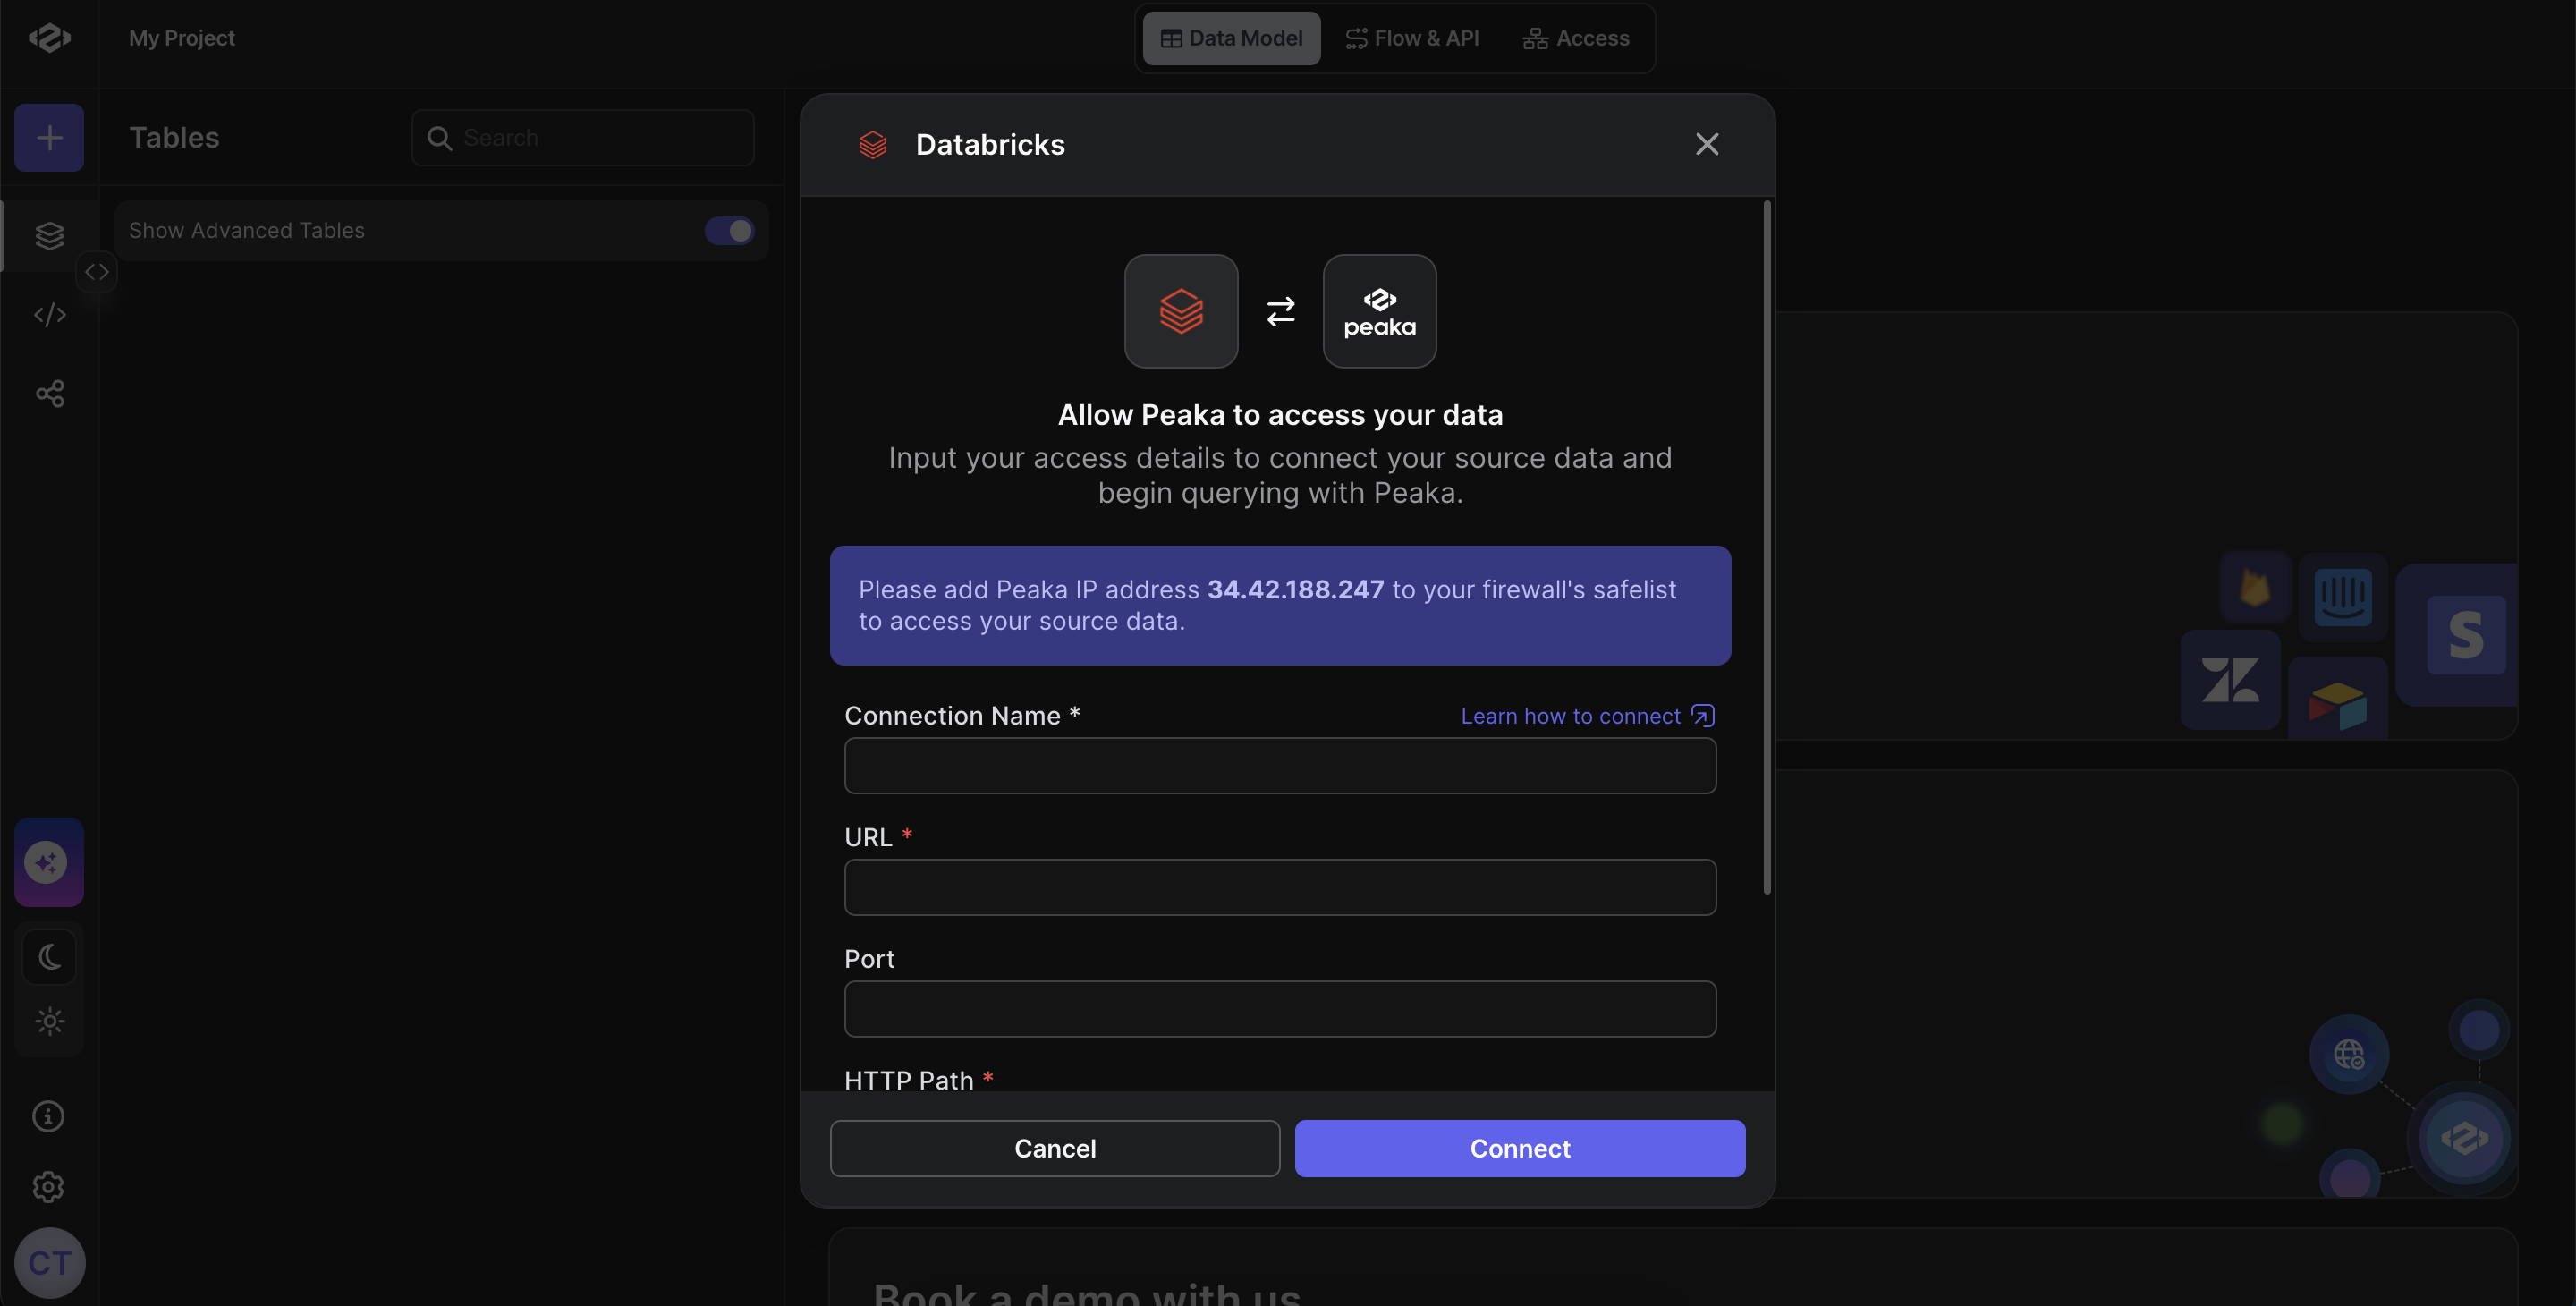 My Project
Data Model
Flow & API
Access
Tables
Search
Show Advanced Tables
Databricks
peaka
Allow Peaka to access your data
Input your access details to connect your source data and
begin querying with Peaka.
Please add Peaka IP address 34.42.188.247 to your firewall's safelist
to access your source data.
Connection Name *
Learn how to connect
URL *
Port
HTTP Path *
Cancel
Connect
S
CT
Book a demo with us